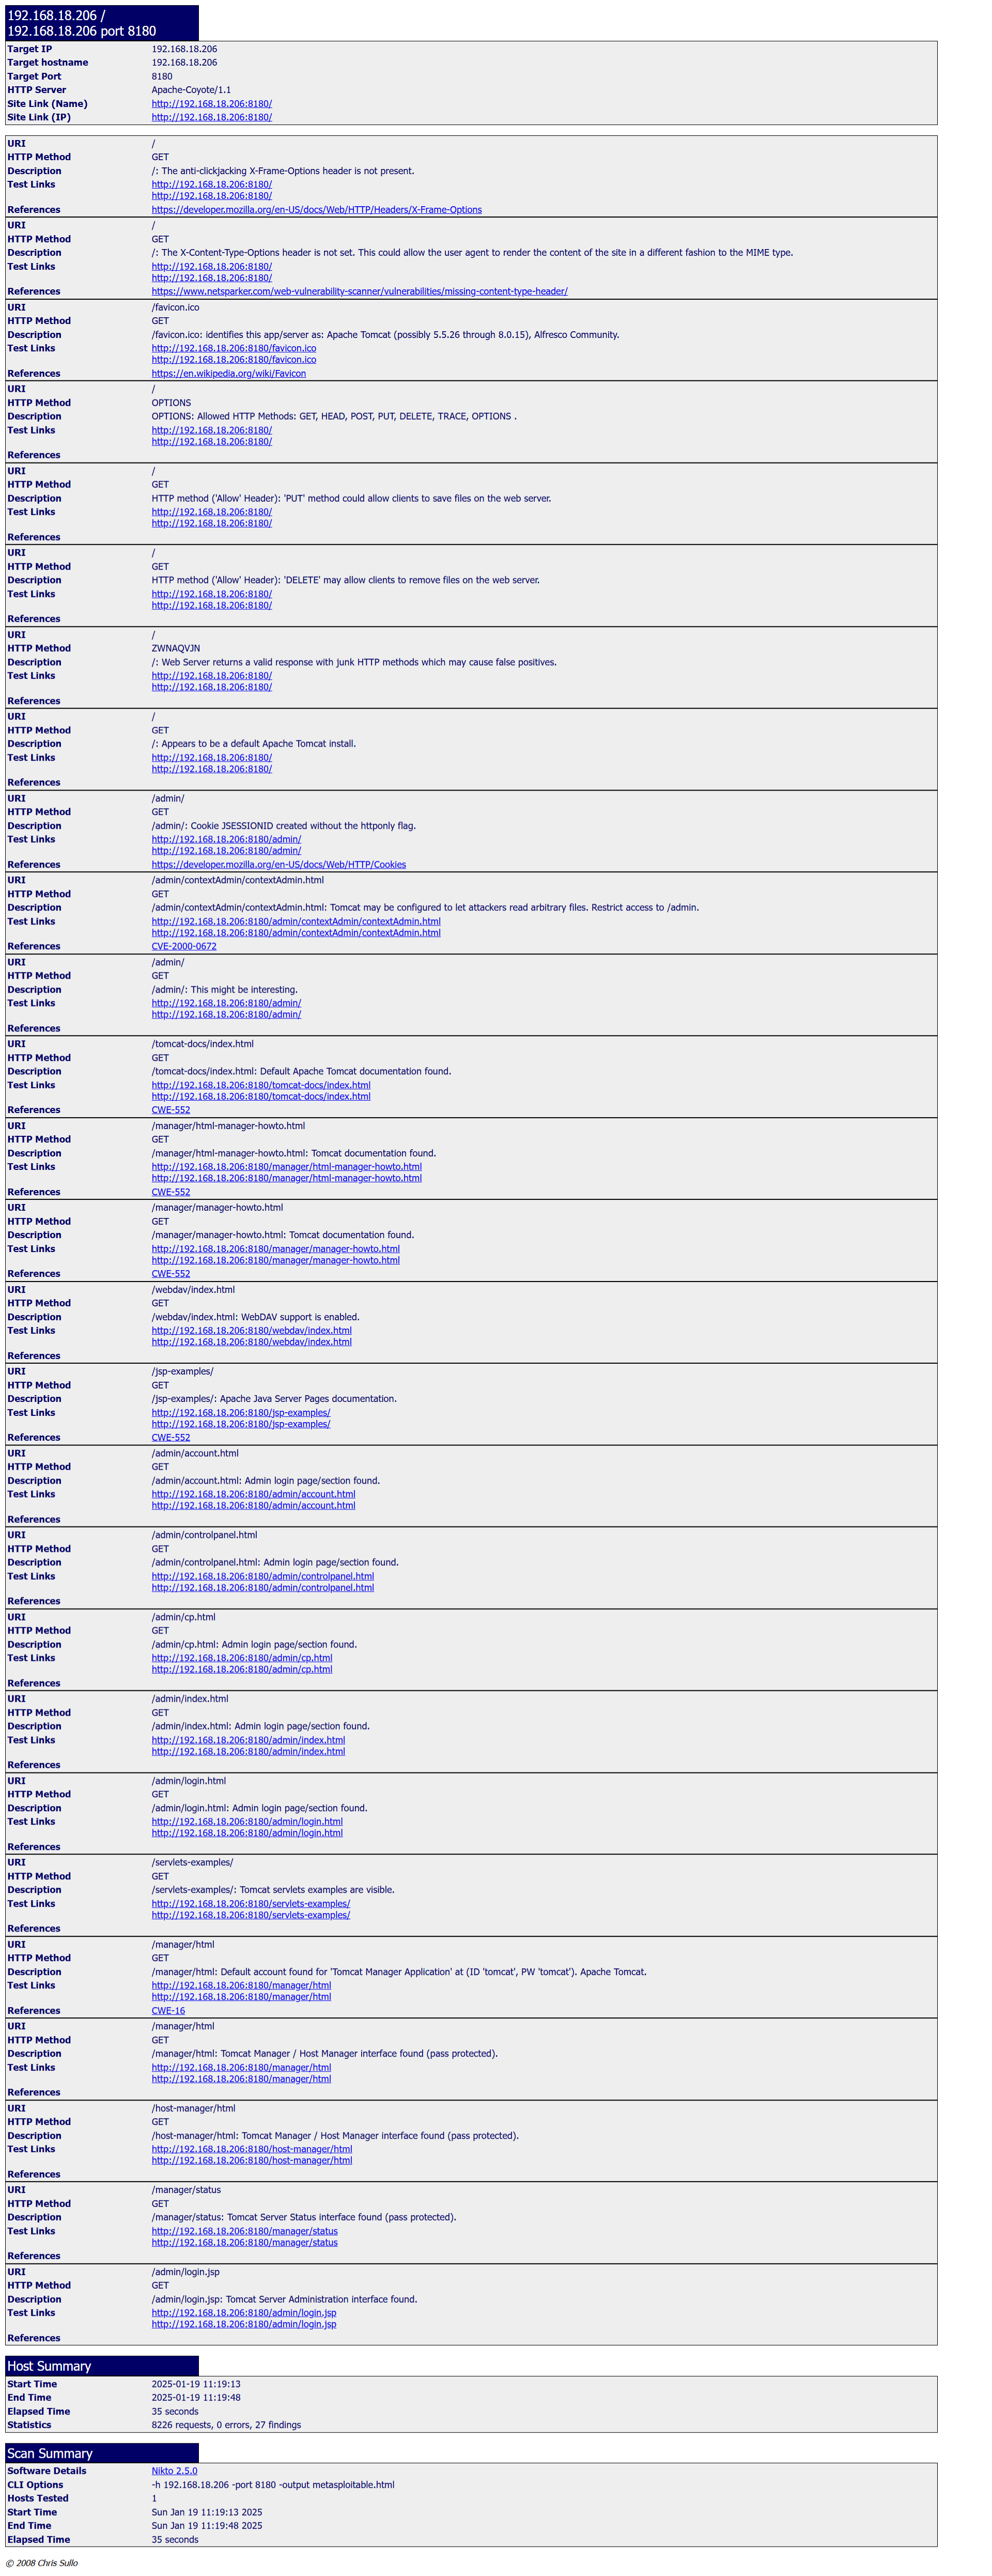 192.168.18.206 /
192.168.18.206 port 8180
Target IP 192.168.18.206
Target hostname 192.168.18.206
Target Port 8180
HTTP Server Apache-Coyote/1.1
Site Link (Name) http://192.168.18.206:8180/
Site Link (IP) http://192.168.18.206:8180/
URI /
HTTP Method GET
Description /: The anti-clickjacking X-Frame-Options header is not present.
Test Links http://192.168.18.206:8180/
http://192.168.18.206:8180/
References https://developer.mozilla.org/en-US/docs/Web/HTTP/Headers/X-Frame-Options
URI /
HTTP Method GET
Description /: The X-Content-Type-Options header is not set. This could allow the user agent to render the content of the site in a different fashion to the MIME type.
Test Links http://192.168.18.206:8180/
http://192.168.18.206:8180/
References https://www.netsparker.com/web-vulnerability-scanner/vulnerabilities/missing-content-type-header/
URI /favicon.ico
HTTP Method GET
Description /favicon.ico: identifies this app/server as: Apache Tomcat (possibly 5.5.26 through 8.0.15), Alfresco Community.
Test Links http://192.168.18.206:8180/favicon.ico
http://192.168.18.206:8180/favicon.ico
References https://en.wikipedia.org/wiki/Favicon
URI /
HTTP Method OPTIONS
Description OPTIONS: Allowed HTTP Methods: GET, HEAD, POST, PUT, DELETE, TRACE, OPTIONS .
Test Links http://192.168.18.206:8180/
http://192.168.18.206:8180/
References
URI /
HTTP Method GET
Description HTTP method ('Allow' Header): 'PUT' method could allow clients to save files on the web server.
Test Links http://192.168.18.206:8180/
http://192.168.18.206:8180/
References
URI /
HTTP Method GET
Description HTTP method ('Allow' Header): 'DELETE' may allow clients to remove files on the web server.
Test Links http://192.168.18.206:8180/
http://192.168.18.206:8180/
References
URI /
HTTP Method ZWNAQVJN
Description /: Web Server returns a valid response with junk HTTP methods which may cause false positives.
Test Links http://192.168.18.206:8180/
http://192.168.18.206:8180/
References
URI /
HTTP Method GET
Description /: Appears to be a default Apache Tomcat install.
Test Links http://192.168.18.206:8180/
http://192.168.18.206:8180/
References
URI /admin/
HTTP Method GET
Description /admin/: Cookie JSESSIONID created without the httponly flag.
Test Links http://192.168.18.206:8180/admin/
http://192.168.18.206:8180/admin/
References https://developer.mozilla.org/en-US/docs/Web/HTTP/Cookies
URI /admin/contextAdmin/contextAdmin.html
HTTP Method GET
Description /admin/contextAdmin/contextAdmin.html: Tomcat may be configured to let attackers read arbitrary files. Restrict access to /admin.
Test Links http://192.168.18.206:8180/admin/contextAdmin/contextAdmin.html
http://192.168.18.206:8180/admin/contextAdmin/contextAdmin.html
References CVE-2000-0672
URI /admin/
HTTP Method GET
Description /admin/: This might be interesting.
Test Links http://192.168.18.206:8180/admin/
http://192.168.18.206:8180/admin/
References
URI /tomcat-docs/index.html
HTTP Method GET
Description /tomcat-docs/index.html: Default Apache Tomcat documentation found.
Test Links http://192.168.18.206:8180/tomcat-docs/index.html
http://192.168.18.206:8180/tomcat-docs/index.html
References CWE-552
URI /manager/html-manager-howto.html
HTTP Method GET
Description /manager/html-manager-howto.html: Tomcat documentation found.
Test Links http://192.168.18.206:8180/manager/html-manager-howto.html
http://192.168.18.206:8180/manager/html-manager-howto.html
References CWE-552
URI /manager/manager-howto.html
HTTP Method GET
Description /manager/manager-howto.html: Tomcat documentation found.
Test Links http://192.168.18.206:8180/manager/manager-howto.html
http://192.168.18.206:8180/manager/manager-howto.html
References CWE-552
URI /webdav/index.html
HTTP Method GET
Description /webdav/index.html: WebDAV support is enabled.
Test Links http://192.168.18.206:8180/webdav/index.html
http://192.168.18.206:8180/webdav/index.html
References
URI /jsp-examples/
HTTP Method GET
Description /jsp-examples/: Apache Java Server Pages documentation.
Test Links http://192.168.18.206:8180/jsp-examples/
http://192.168.18.206:8180/jsp-examples/
References CWE-552
URI /admin/account.html
HTTP Method GET
Description /admin/account.html: Admin login page/section found.
Test Links http://192.168.18.206:8180/admin/account.html
http://192.168.18.206:8180/admin/account.html
References
URI /admin/controlpanel.html
HTTP Method GET
Description /admin/controlpanel.html: Admin login page/section found.
Test Links http://192.168.18.206:8180/admin/controlpanel.html
http://192.168.18.206:8180/admin/controlpanel.html
References
URI /admin/cp.html
HTTP Method GET
Description /admin/cp.html: Admin login page/section found.
Test Links http://192.168.18.206:8180/admin/cp.html
http://192.168.18.206:8180/admin/cp.html
References
URI /admin/index.html
HTTP Method GET
Description /admin/index.html: Admin login page/section found.
Test Links http://192.168.18.206:8180/admin/index.html
http://192.168.18.206:8180/admin/index.html
References
URI /admin/login.html
HTTP Method GET
Description /admin/login.html: Admin login page/section found.
Test Links http://192.168.18.206:8180/admin/login.html
http://192.168.18.206:8180/admin/login.html
References
URI /servlets-examples/
HTTP Method GET
Description /servlets-examples/: Tomcat servlets examples are visible.
Test Links http://192.168.18.206:8180/servlets-examples/
http://192.168.18.206:8180/servlets-examples/
References
URI /manager/html
HTTP Method GET
Description /manager/html: Default account found for 'Tomcat Manager Application' at (ID 'tomcat', PW 'tomcat'). Apache Tomcat.
Test Links http://192.168.18.206:8180/manager/html
http://192.168.18.206:8180/manager/html
References CWE-16
URI /manager/html
HTTP Method GET
Description /manager/html: Tomcat Manager / Host Manager interface found (pass protected).
Test Links http://192.168.18.206:8180/manager/html
http://192.168.18.206:8180/manager/html
References
URI /host-manager/html
HTTP Method GET
Description /host-manager/html: Tomcat Manager / Host Manager interface found (pass protected).
Test Links http://192.168.18.206:8180/host-manager/html
http://192.168.18.206:8180/host-manager/html
References
URI /manager/status
HTTP Method GET
Description /manager/status: Tomcat Server Status interface found (pass protected).
Test Links http://192.168.18.206:8180/manager/status
http://192.168.18.206:8180/manager/status
References
URI /admin/login.jsp
HTTP Method GET
Description /admin/login.jsp: Tomcat Server Administration interface found.
Test Links http://192.168.18.206:8180/admin/login.jsp
http://192.168.18.206:8180/admin/login.jsp
References
Host Summary
Start Time 2025-01-19 11:19:13
End Time 2025-01-19 11:19:48
Elapsed Time 35 seconds
Statistics 8226 requests, 0 errors, 27 findings
Scan Summary
Software Details Nikto 2.5.0
CLI Options -h 192.168.18.206 -port 8180 -output metasploitable.html
Hosts Tested 1
Start Time Sun Jan 19 11:19:13 2025
End Time Sun Jan 19 11:19:48 2025
Elapsed Time 35 seconds
© 2008 Chris Sullo